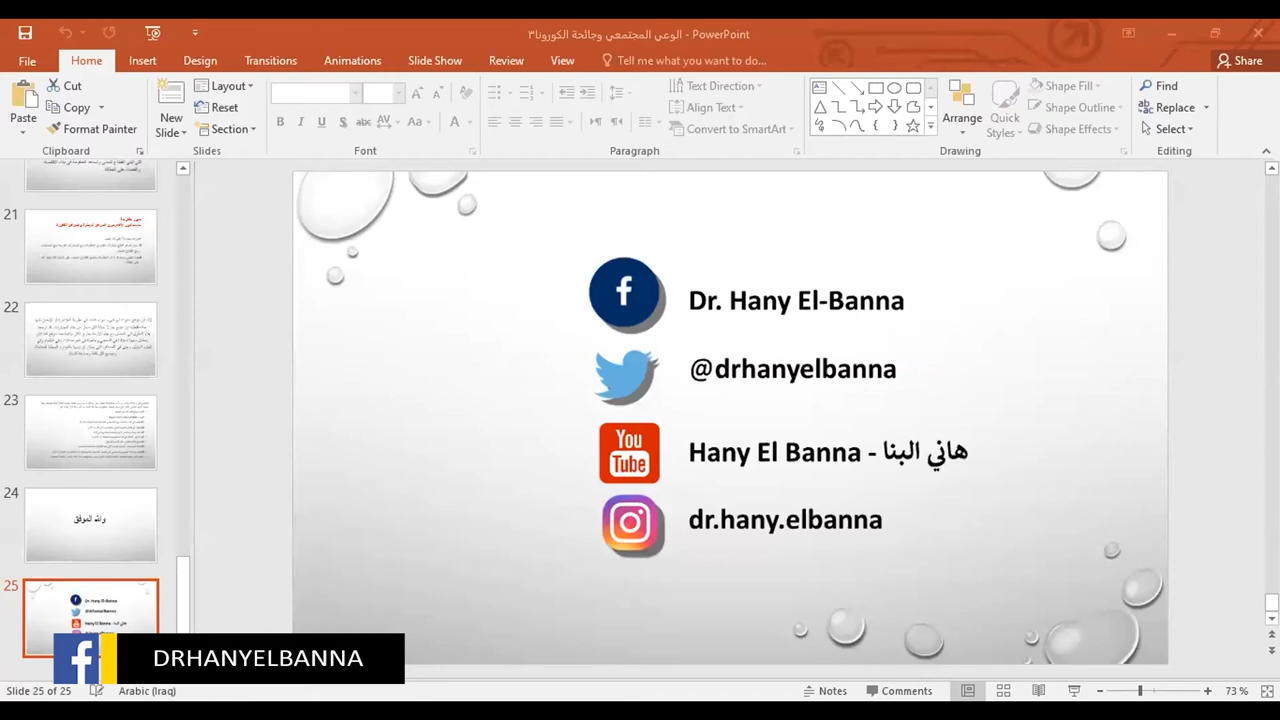 الوعي المجتمعي وجائحة الكورونا٣ - PowerPoint
File Home Insert Design Transitions Animations Slide Show Review View Tell me what you want to do... Share
Cut
Copy
Format Painter
Paste
Clipboard
New Slide
Layout
Reset
Section
Slides
Font
Paragraph
Text Direction
Align Text
Convert to SmartArt
Arrange
Quick Styles
Shape Fill
Shape Outline
Shape Effects
Drawing
Find
Replace
Select
Editing
21
22
23
24
والله الموفق
25
Dr. Hany El-Banna
@drhanyelbanna
You Tube
Hany El Banna - هاني البنا
dr.hany.elbanna
DRHANYELBANNA
Slide 25 of 25
Arabic (Iraq)
Notes
Comments
73 %